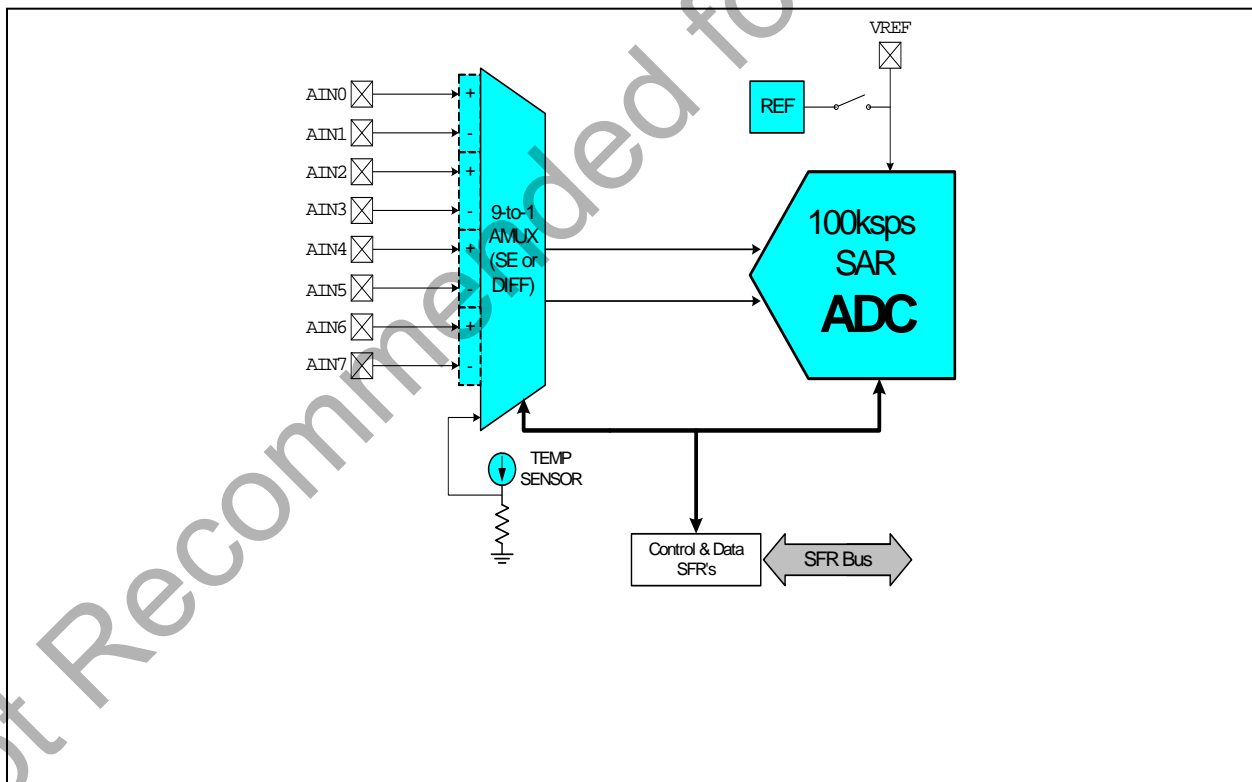 VREF
AIN0
AIN1
AIN2
AIN3
AIN4
AIN5
AIN6
AIN7
+
-
+
-
+
-
+
-
9-to-1
AMUX
(SE or
DIFF)
REF
100ksps
SAR
ADC
TEMP
SENSOR
Control & Data
SFR's
SFR Bus
Recommended